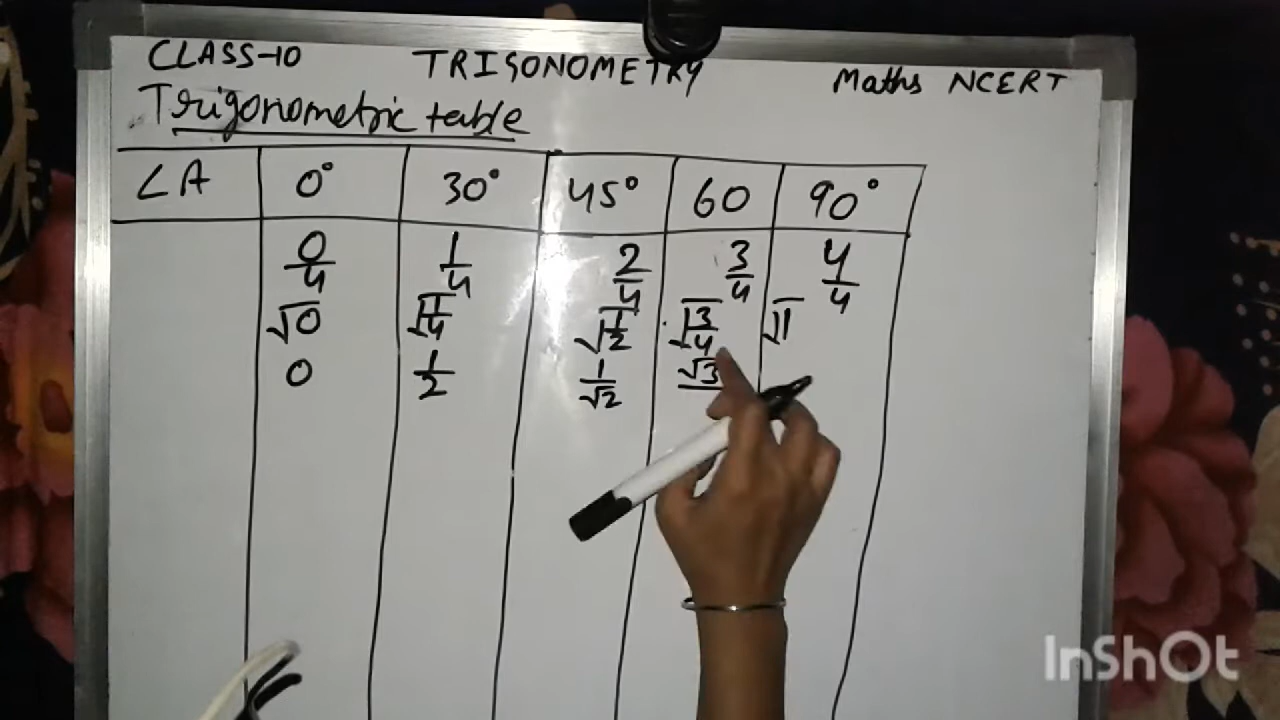 CLASS-10 TRIGONOMETRY Maths NCERT
Trigonometric table
∠A 0° 30° 45° 60 90°
0/4 1/4 2/4 3/4 4/4
√0 √1/4 √1/2 √3/4 √1
0 1/2 1/√2 √3
InShOt